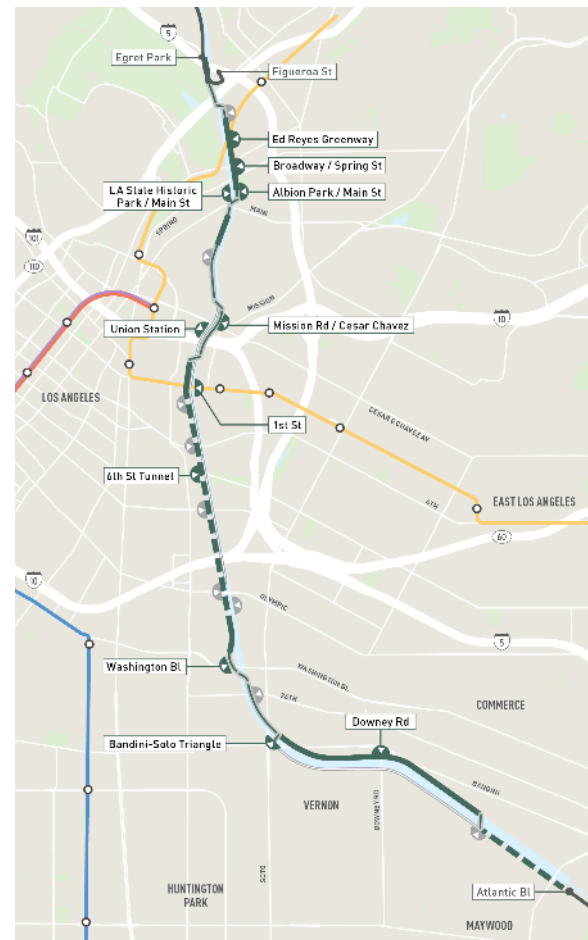 5
Egret Park
Figueroa St
Ed Reyes Greenway
Broadway / Spring St
LA State Historic
Park / Main St
Albion Park / Main St
MAIN
SPRING
101
110
MISSION
10
Union Station
Mission Rd / Cesar Chavez
LOS ANGELES
1st St
CESAR E CHAVEZ AV
6th St Tunnel
6TH
EAST LOS ANGELES
60
10
OLYMPIC
5
Washington Bl
WASHINGTON BL
26TH
COMMERCE
Downey Rd
Bandini-Soto Triangle
BANDINI
VERNON
DOWNEY RD
SOTO
HUNTINGTON
PARK
Atlantic Bl
MAYWOOD